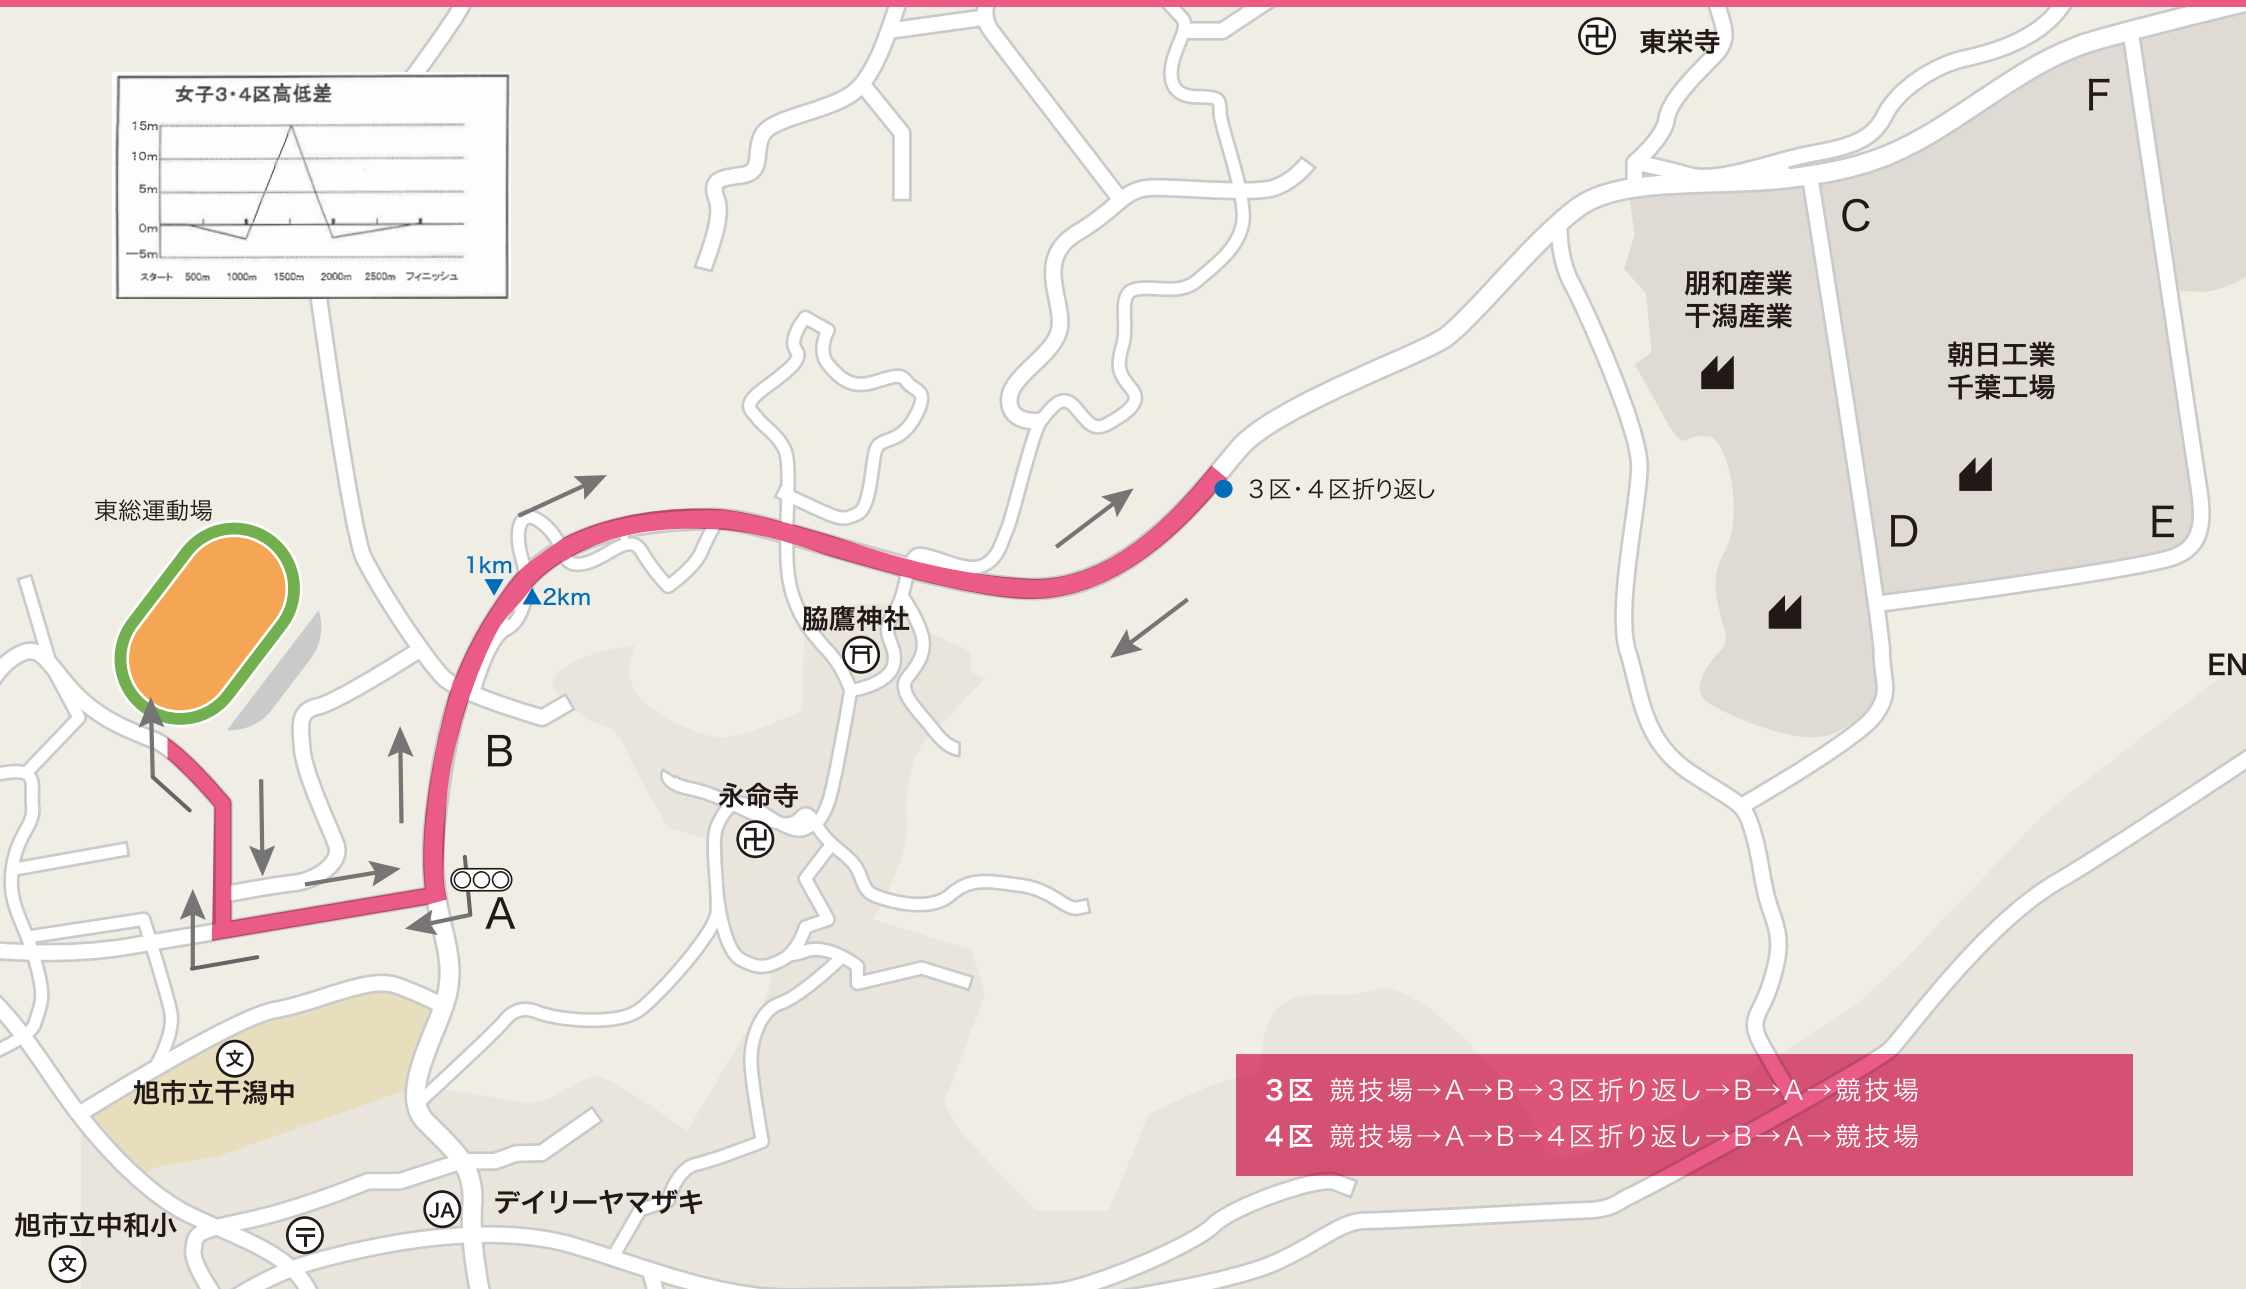 東栄寺
女子3・4区高低差
15m
10m
5m
0m
−5m
スタート 500m 1000m 1500m 2000m 2500m フィニッシュ
F
C
朋和産業
干潟産業
朝日工業
千葉工場
3区・4区折り返し
東総運動場
D
E
1km
2km
脇鷹神社
EN
B
永命寺
A
文
旭市立干潟中
3区 競技場→A→B→3区折り返し→B→A→競技場
4区 競技場→A→B→4区折り返し→B→A→競技場
JA
デイリーヤマザキ
旭市立中和小
文